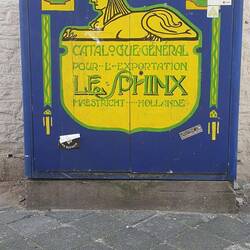 CATALOGUE·GÉNÉRAL
POUR·L·EXPORTATION
LE·SPHINX
MAESTRICHT HOLLANDE